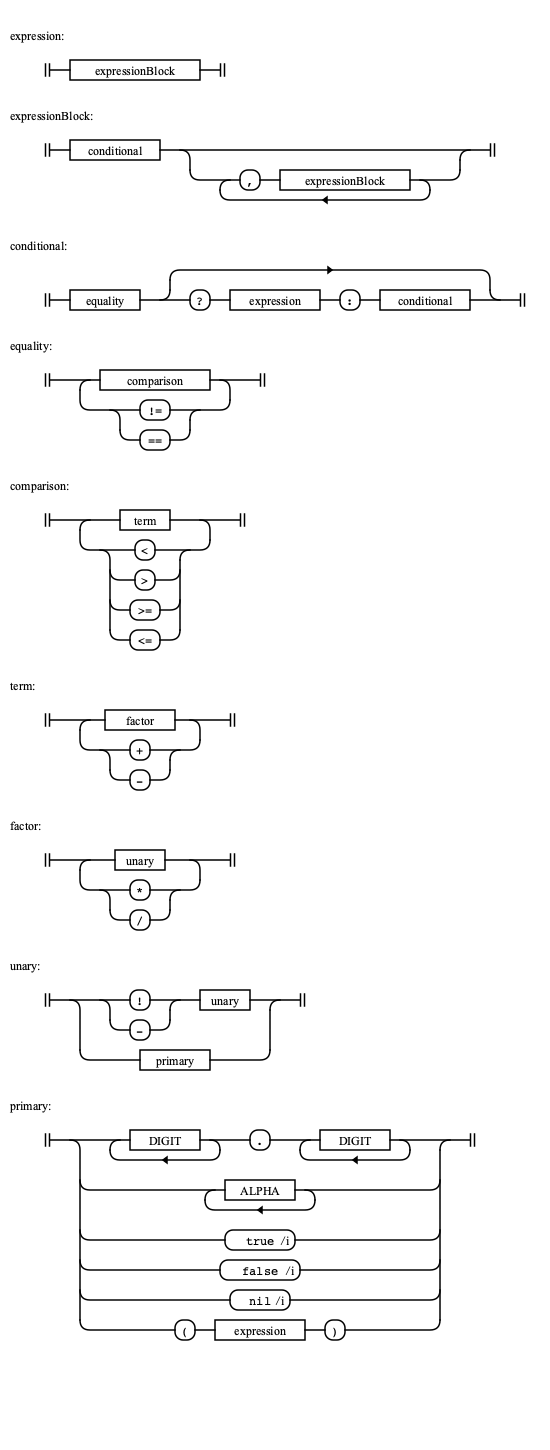 expression:
expressionBlock
expressionBlock:
conditional
, expressionBlock
conditional:
equality ? expression : conditional
equality:
comparison
!=
==
comparison:
term
<
>
>=
<=
term:
factor
+
-
factor:
unary
*
/
unary:
! unary
-
primary
primary:
DIGIT . DIGIT
ALPHA
true /i
false /i
nil /i
( expression )